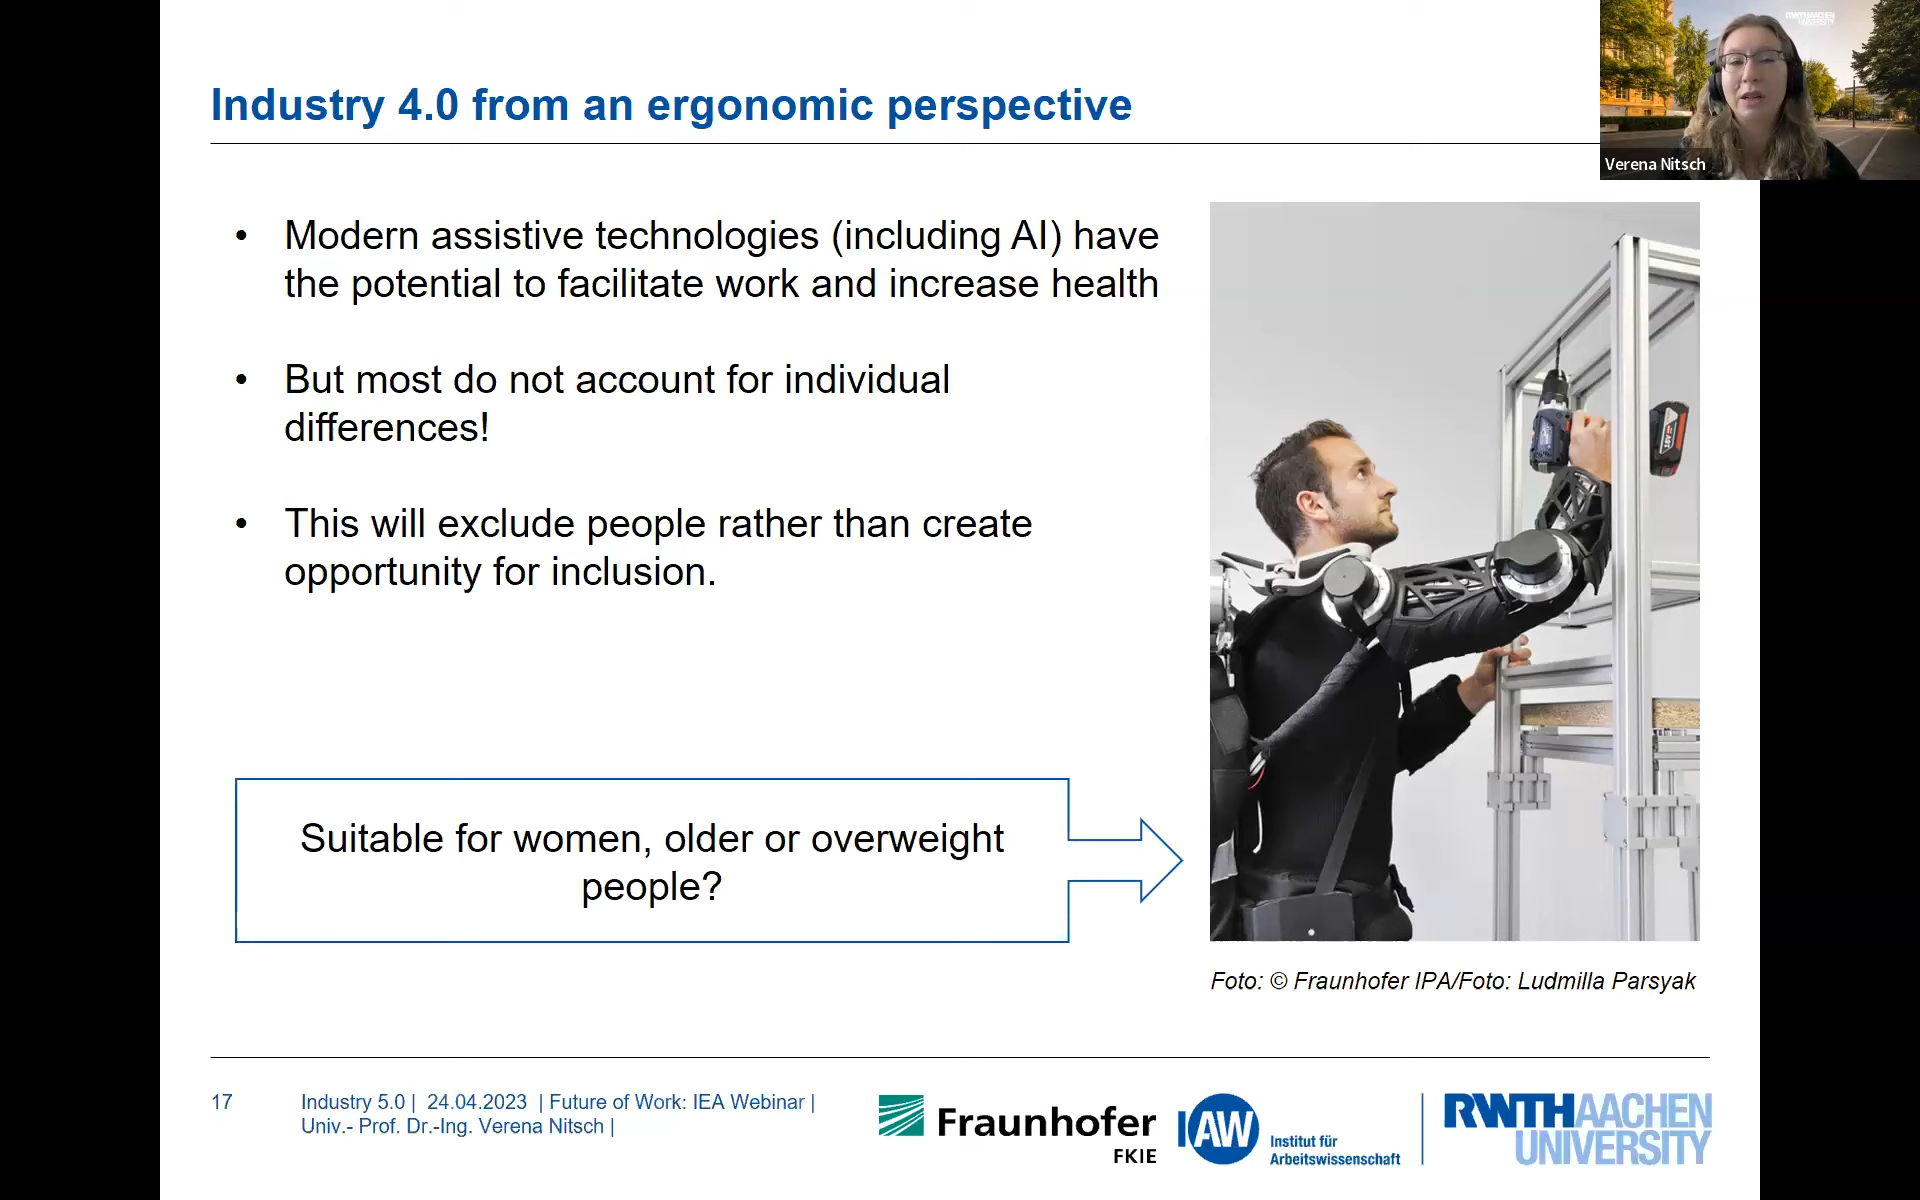 RWTHAACHEN
UNIVERSITY
Verena Nitsch
Industry 4.0 from an ergonomic perspective
• Modern assistive technologies (including AI) have
the potential to facilitate work and increase health
• But most do not account for individual
differences!
• This will exclude people rather than create
opportunity for inclusion.
Suitable for women, older or overweight
people?
Foto: © Fraunhofer IPA/Foto: Ludmilla Parsyak
17
Industry 5.0 | 24.04.2023 | Future of Work: IEA Webinar |
Univ.- Prof. Dr.-Ing. Verena Nitsch |
Fraunhofer
FKIE
IAW
Institut für
Arbeitswissenschaft
RWTHAACHEN
UNIVERSITY